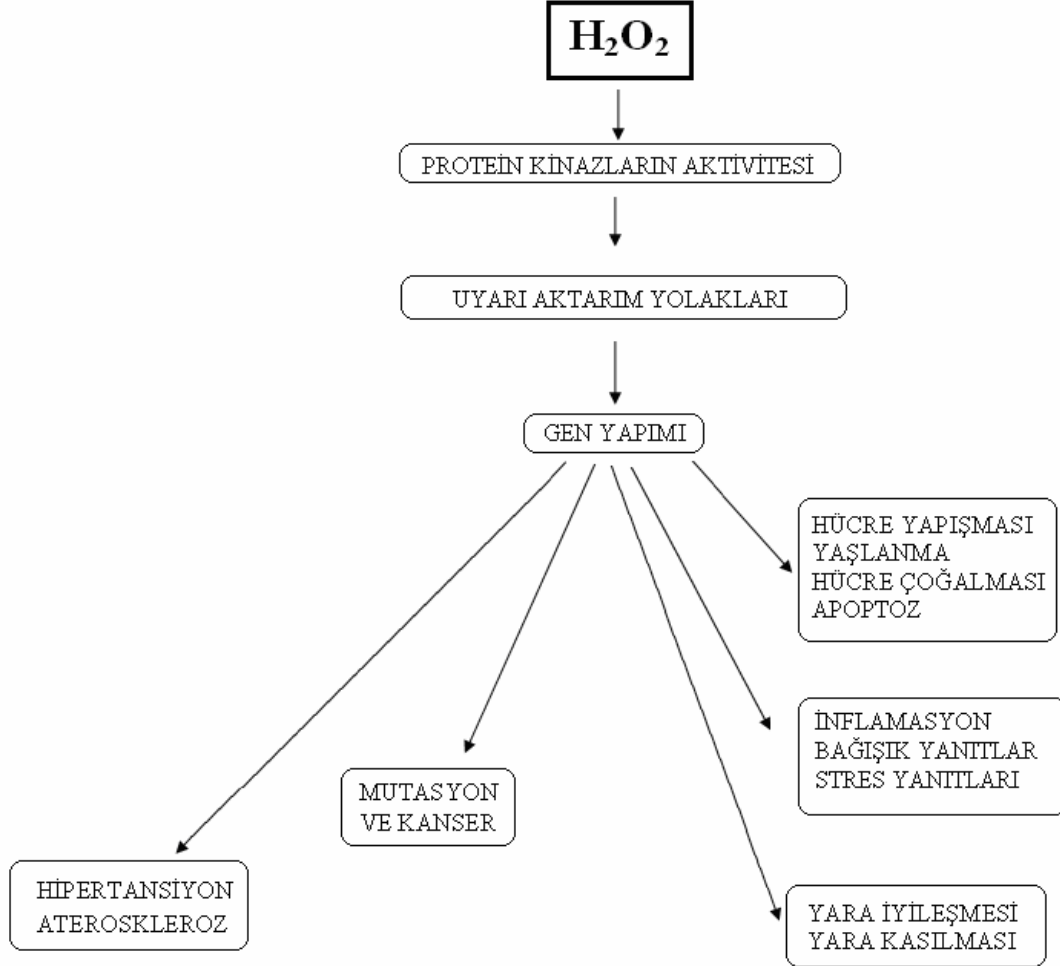 H₂O₂
PROTEİN KİNAZLARIN AKTİVİTESİ
UYARI AKTARIM YOLAKLARI
GEN YAPIMI
HÜCRE YAPIŞMASI
YAŞLANMA
HÜCRE ÇOĞALMASI
APOPTOZ
İNFLAMASYON
BAĞIŞIK YANITLAR
STRES YANITLARI
MUTASYON
VE KANSER
HİPERTANSİYON
ATEROSKLEROZ
YARA İYİLEŞMESİ
YARA KASILMASI